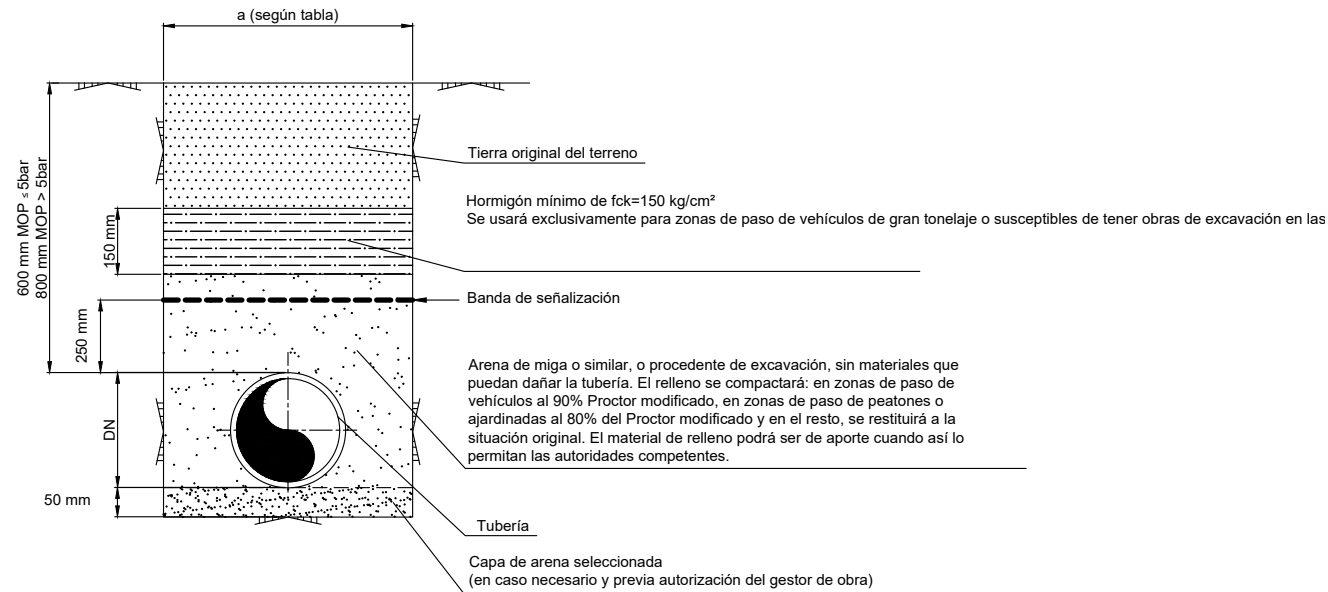 a (según tabla)
600 mm MOP ≤ 5bar
800 mm MOP > 5bar
Tierra original del terreno
Hormigón mínimo de fck=150 kg/cm²
Se usará exclusivamente para zonas de paso de vehículos de gran tonelaje o susceptibles de tener obras de excavación en las
150 mm
Banda de señalización
250 mm
Arena de miga o similar, o procedente de excavación, sin materiales que
puedan dañar la tubería. El relleno se compactará: en zonas de paso de
vehículos al 90% Proctor modificado, en zonas de paso de peatones o
ajardinadas al 80% del Proctor modificado y en el resto, se restituirá a la
situación original. El material de relleno podrá ser de aporte cuando así lo
permitan las autoridades competentes.
DN
50 mm
Tubería
Capa de arena seleccionada
(en caso necesario y previa autorización del gestor de obra)